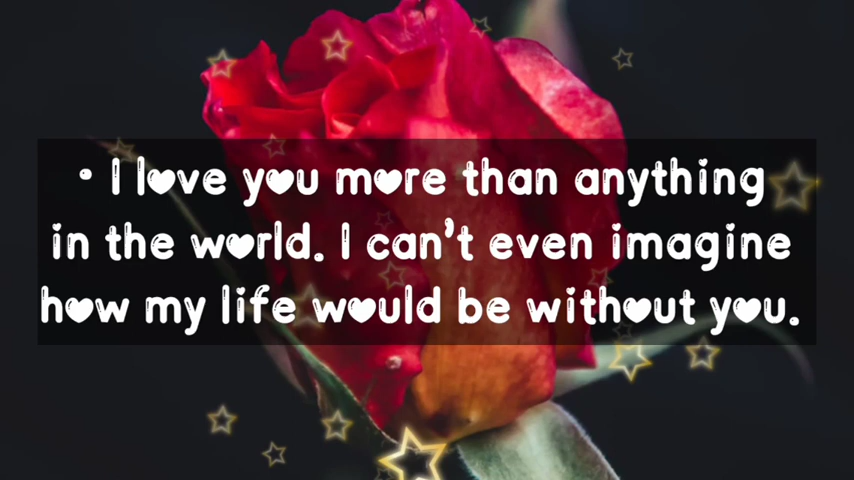 • I love you more than anything
in the world. I can't even imagine
how my life would be without you.